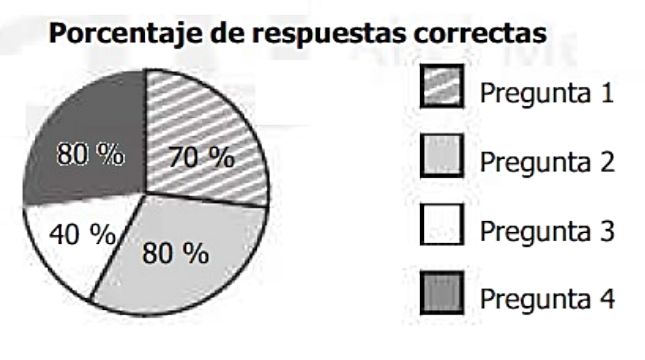 Porcentaje de respuestas correctas
80 %
70 %
40 %
80 %
Pregunta 1
Pregunta 2
Pregunta 3
Pregunta 4